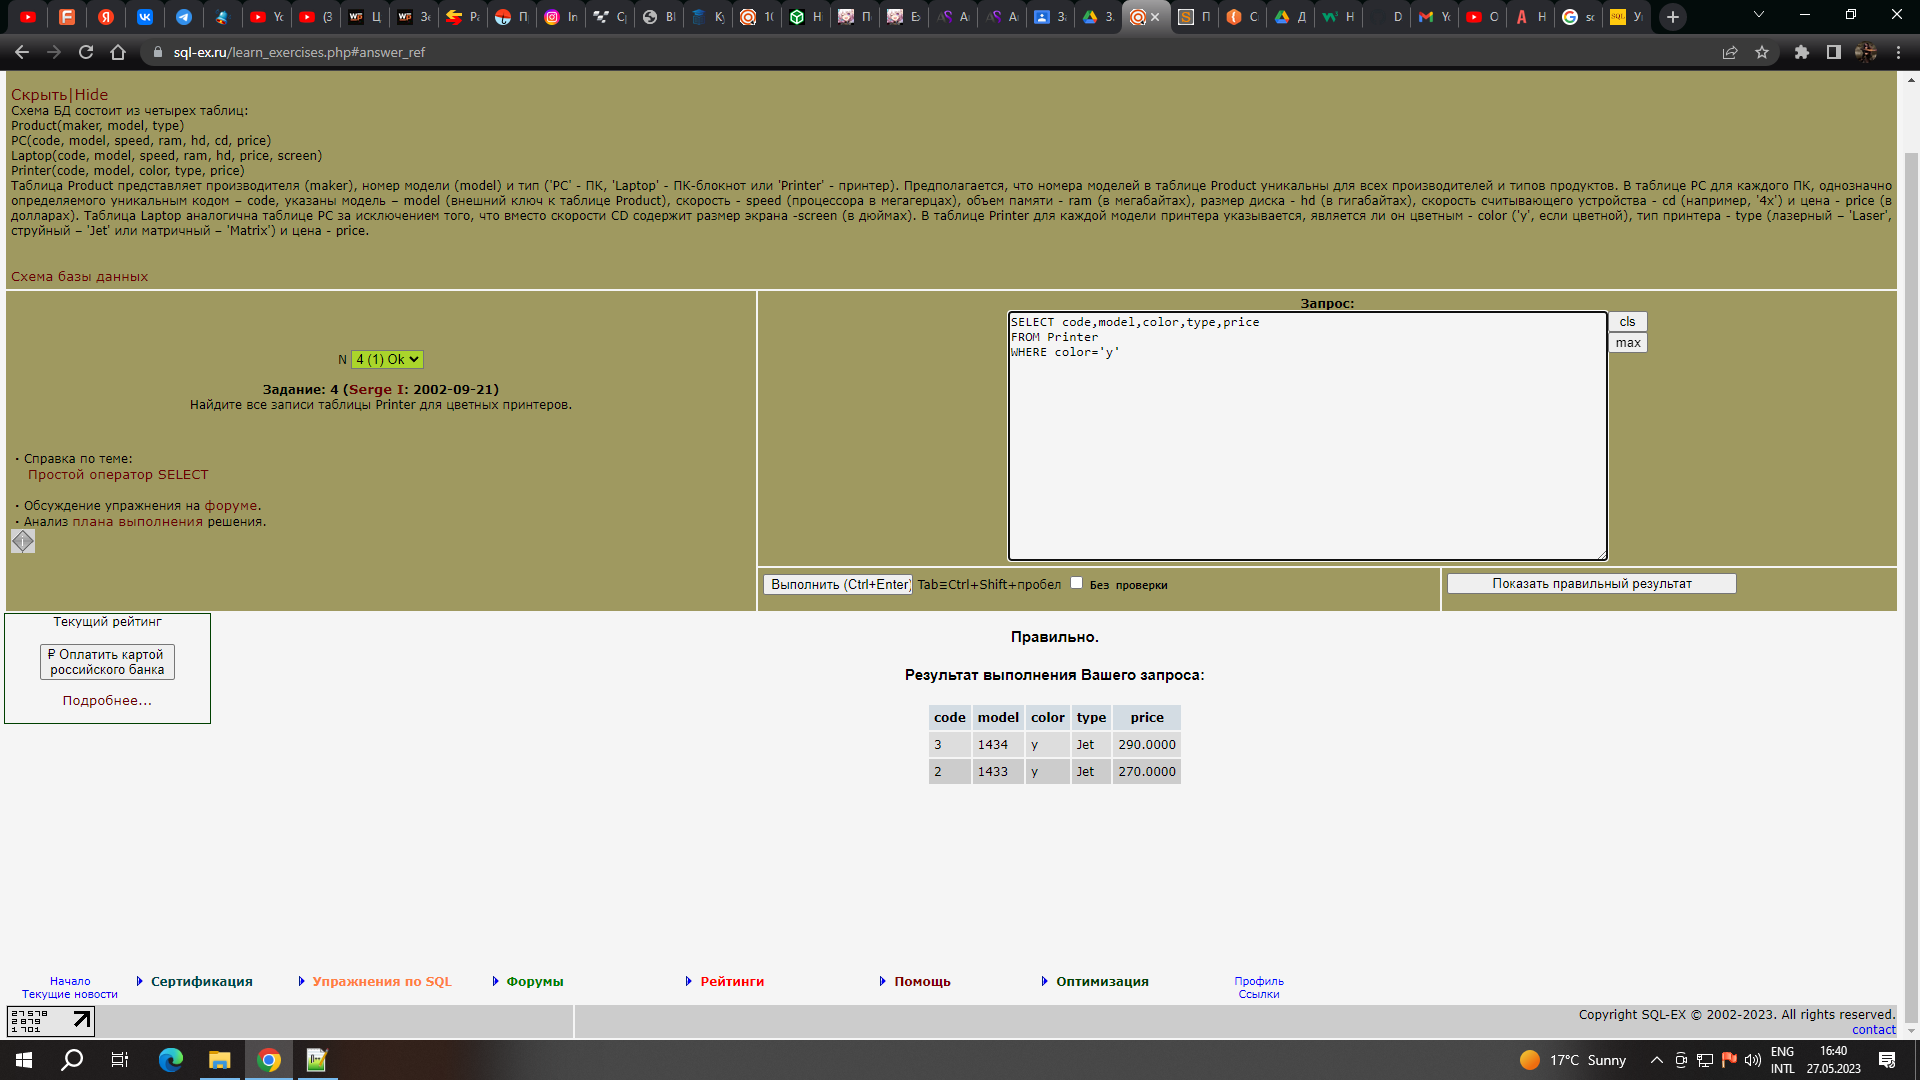 sql-ex.ru/learn_exercises.php#answer_ref
Скрыть|Hide
Схема БД состоит из четырех таблиц:
Product(maker, model, type)
PC(code, model, speed, ram, hd, cd, price)
Laptop(code, model, speed, ram, hd, price, screen)
Printer(code, model, color, type, price)
Таблица Product представляет производителя (maker), номер модели (model) и тип ('PC' - ПК, 'Laptop' - ПК-блокнот или 'Printer' - принтер). Предполагается, что номера моделей в таблице Product уникальны для всех производителей и типов продуктов. В таблице PC для каждого ПК, однозначно
определяемого уникальным кодом – code, указаны модель – model (внешний ключ к таблице Product), скорость - speed (процессора в мегагерцах), объем памяти - ram (в мегабайтах), размер диска - hd (в гигабайтах), скорость считывающего устройства - cd (например, '4x') и цена - price (в
долларах). Таблица Laptop аналогична таблице РС за исключением того, что вместо скорости CD содержит размер экрана -screen (в дюймах). В таблице Printer для каждой модели принтера указывается, является ли он цветным - color ('y', если цветной), тип принтера - type (лазерный – 'Laser',
струйный – 'Jet' или матричный – 'Matrix') и цена - price.
Схема базы данных
N 4 (1) Ok
Задание: 4 (Serge I: 2002-09-21)
Найдите все записи таблицы Printer для цветных принтеров.
· Справка по теме:
Простой оператор SELECT
· Обсуждение упражнения на форуме.
· Анализ плана выполнения решения.
Запрос:
SELECT code,model,color,type,price
FROM Printer
WHERE color='y'
cls
max
Выполнить (Ctrl+Enter) Tab≡Ctrl+Shift+пробел Без проверки
Показать правильный результат
Текущий рейтинг
₽ Оплатить картой
российского банка
Подробнее...
Правильно.
Результат выполнения Вашего запроса:
code model color type price
3 1434 y Jet 290.0000
2 1433 y Jet 270.0000
Начало
Текущие новости
Сертификация
Упражнения по SQL
Форумы
Рейтинги
Помощь
Оптимизация
Профиль
Ссылки
27578
2879
1701
Copyright SQL-EX © 2002-2023. All rights reserved.
contact
17°C Sunny
ENG
INTL
16:40
27.05.2023